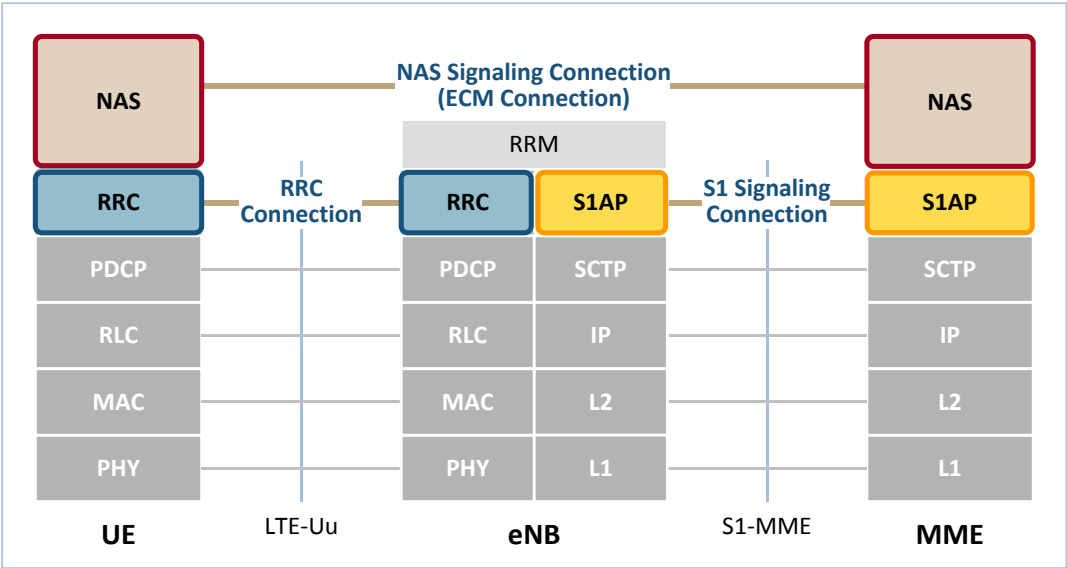 NAS
NAS Signaling Connection
(ECM Connection)
NAS
RRM
RRC
RRC
Connection
RRC
S1AP
S1 Signaling
Connection
S1AP
PDCP
PDCP
SCTP
SCTP
RLC
RLC
IP
IP
MAC
MAC
L2
L2
PHY
PHY
L1
L1
UE
LTE-Uu
eNB
S1-MME
MME